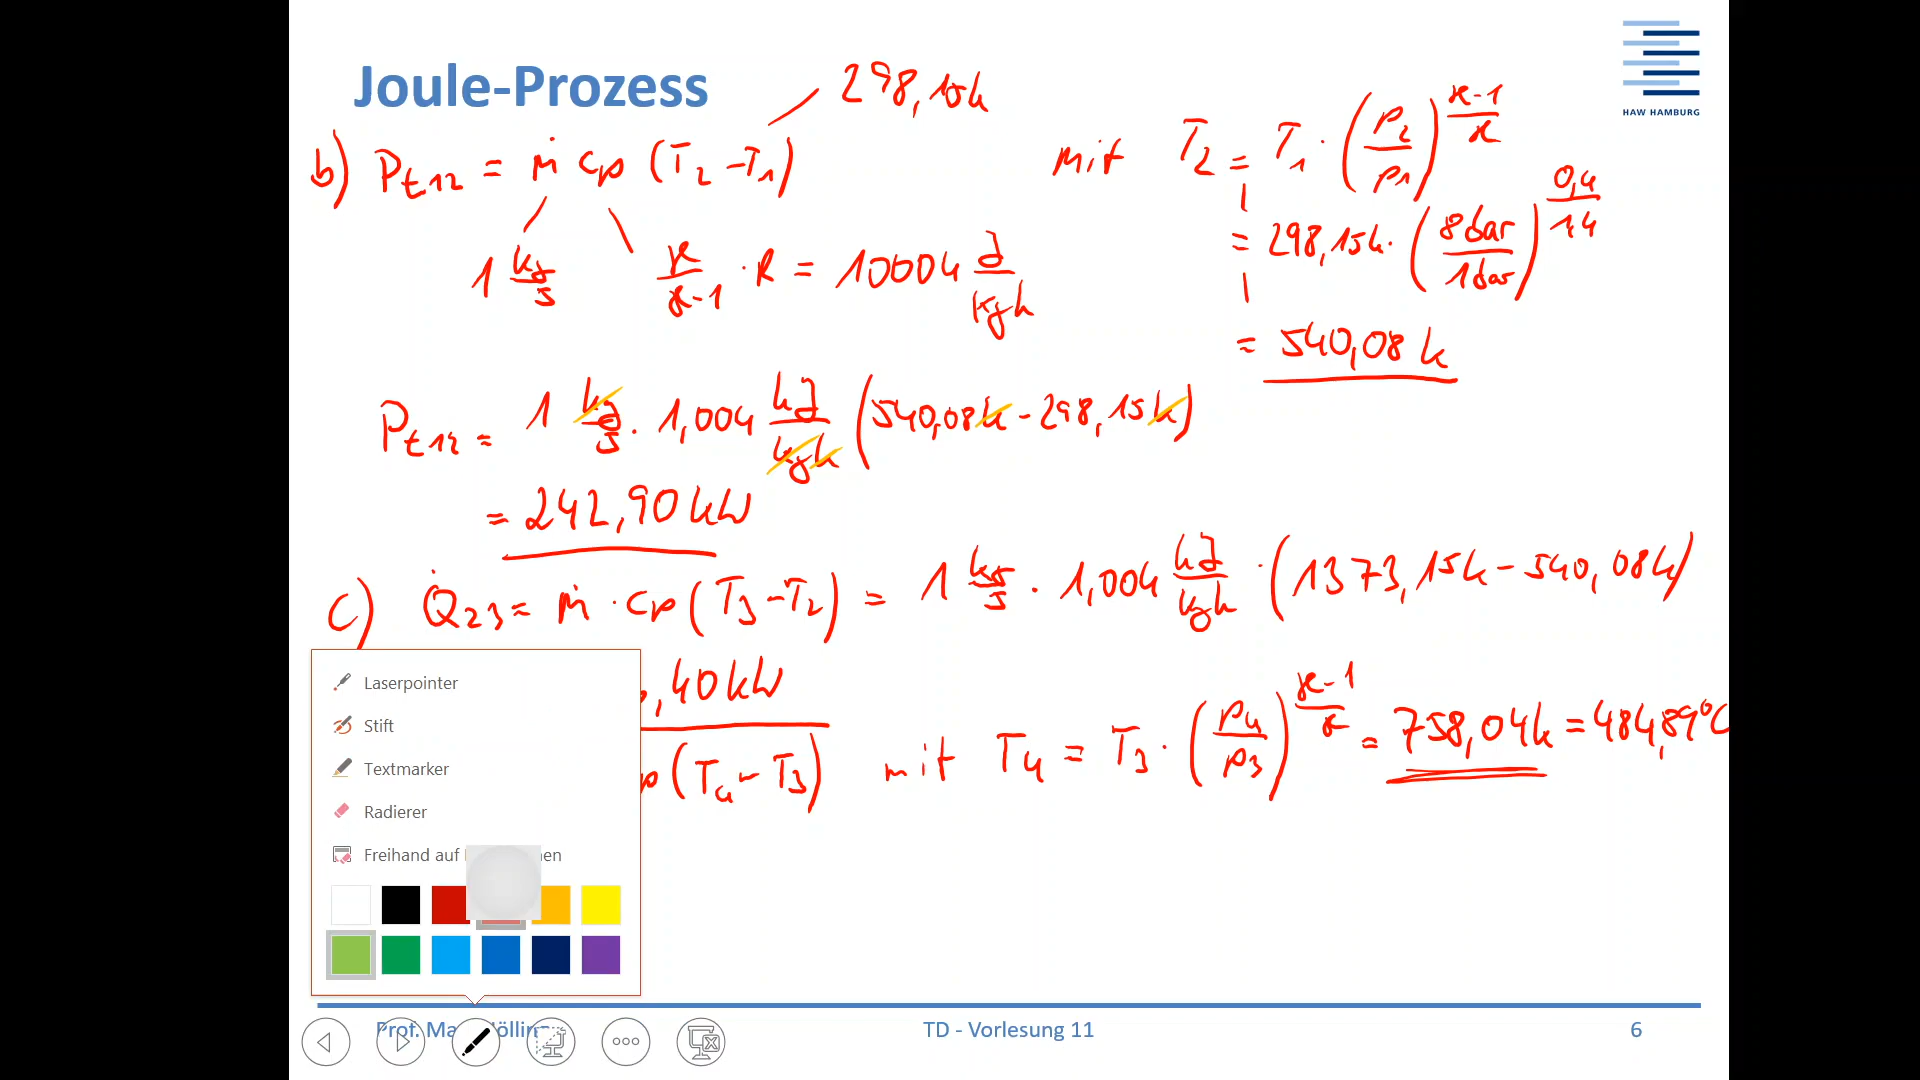 Joule-Prozess
298,15K
HAW HAMBURG
b) Pt12 = ṁ cp (T2 - T1)
mit T2 = T1 · (p2/p1)^(ϰ-1/ϰ)
1 kg/s
ϰ/ϰ-1 · R = 10004 J/kgK
= 298,15K · (8bar/1bar)^(0,4/1,4)
= 540,08 K
Pt12 = 1 kg/s · 1,004 kJ/kgK (540,08K - 298,15K)
= 242,90 kW
c) Q̇23 = ṁ · cp (T3 - T2) = 1 kg/s · 1,004 kJ/kgK · (1373,15K - 540,08K)
,40 kW
p (T4 - T3) mit T4 = T3 · (p4/p3)^(ϰ-1/ϰ) = 758,04K = 484,89°C
Laserpointer
Stift
Textmarker
Radierer
Freihand auf
en
Prof. Ma
TD - Vorlesung 11
6